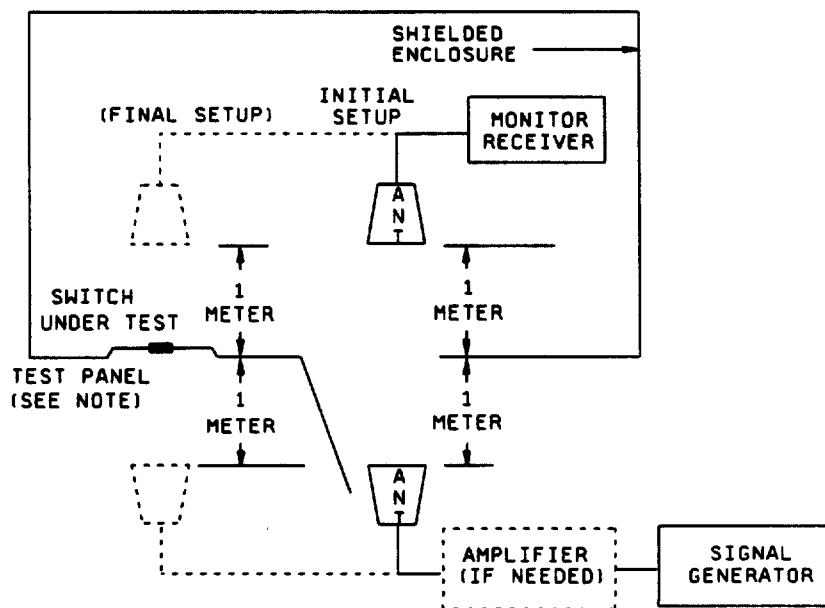 SHIELDED
ENCLOSURE
(FINAL SETUP)
INITIAL
SETUP
MONITOR
RECEIVER
ANT
1
METER
1
METER
SWITCH
UNDER TEST
TEST PANEL
(SEE NOTE)
1
METER
1
METER
ANT
AMPLIFIER
(IF NEEDED)
SIGNAL
GENERATOR